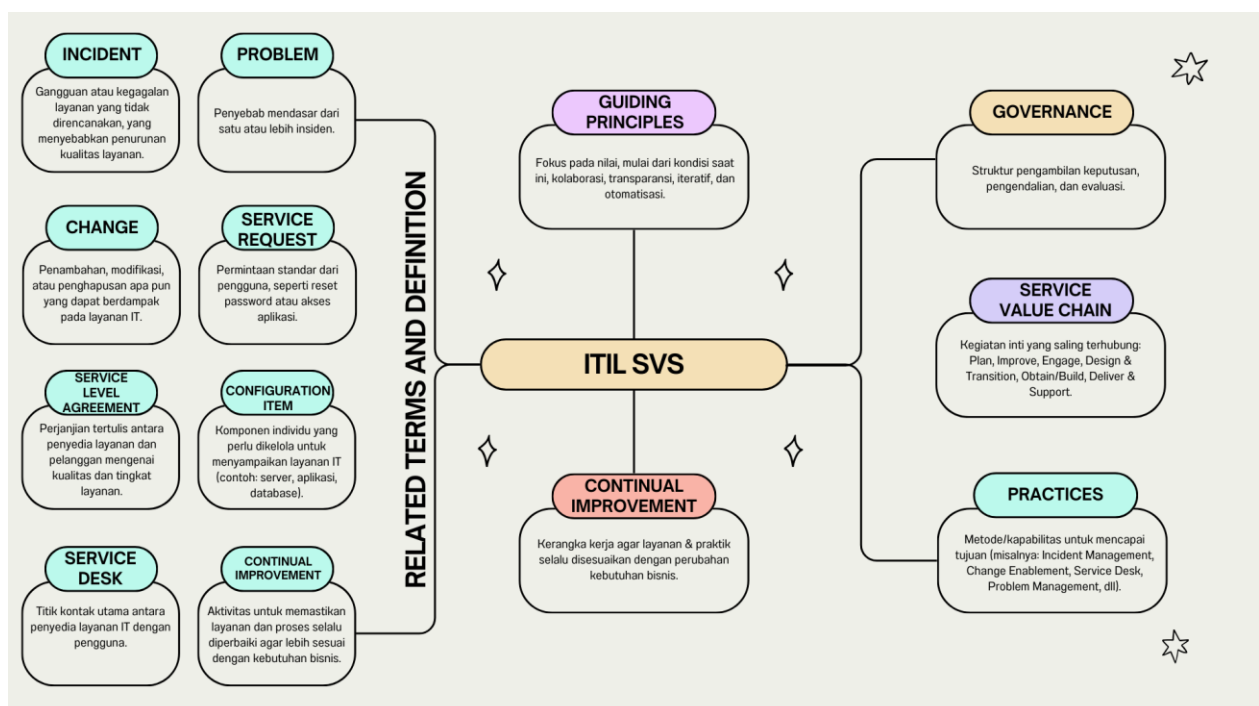 INCIDENT
Gangguan atau kegagalan
layanan yang tidak
direncanakan, yang
menyebabkan penurunan
kualitas layanan.
PROBLEM
Penyebab mendasar dari
satu atau lebih insiden.
CHANGE
Penambahan, modifikasi,
atau penghapusan apa pun
yang dapat berdampak
pada layanan IT.
SERVICE
REQUEST
Permintaan standar dari
pengguna, seperti reset
password atau akses
aplikasi.
SERVICE
LEVEL
AGREEMENT
Perjanjian tertulis antara
penyedia layanan dan
pelanggan mengenai
kualitas dan tingkat
layanan.
CONFIGURATION
ITEM
Komponen individu yang
perlu dikelola untuk
menyampaikan layanan IT
(contoh: server, aplikasi,
database).
SERVICE
DESK
Titik kontak utama antara
penyedia layanan IT dengan
pengguna.
CONTINUAL
IMPROVEMENT
Aktivitas untuk memastikan
layanan dan proses selalu
diperbaiki agar lebih sesuai
dengan kebutuhan bisnis.
RELATED TERMS AND DEFINITION
GUIDING
PRINCIPLES
Fokus pada nilai, mulai dari kondisi saat
ini, kolaborasi, transparansi, iteratif, dan
otomatisasi.
ITIL SVS
CONTINUAL
IMPROVEMENT
Kerangka kerja agar layanan & praktik
selalu disesuaikan dengan perubahan
kebutuhan bisnis.
GOVERNANCE
Struktur pengambilan keputusan,
pengendalian, dan evaluasi.
SERVICE
VALUE CHAIN
Kegiatan inti yang saling terhubung:
Plan, Improve, Engage, Design &
Transition, Obtain/Build, Deliver &
Support.
PRACTICES
Metode/kapabilitas untuk mencapai
tujuan (misalnya: Incident Management,
Change Enablement, Service Desk,
Problem Management, dll).